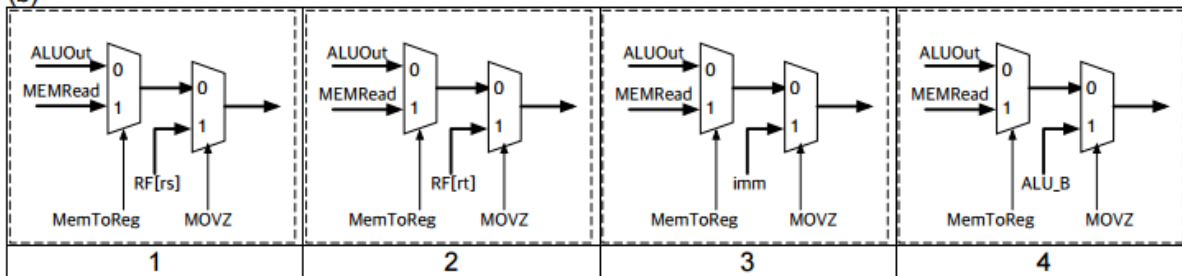 ALUOut 0 MEMRead 1 0 1 RF[rs] MemToReg MOVZ
ALUOut 0 MEMRead 1 0 1 RF[rt] MemToReg MOVZ
ALUOut 0 MEMRead 1 0 1 imm MemToReg MOVZ
ALUOut 0 MEMRead 1 0 1 ALU_B MemToReg MOVZ
1 2 3 4